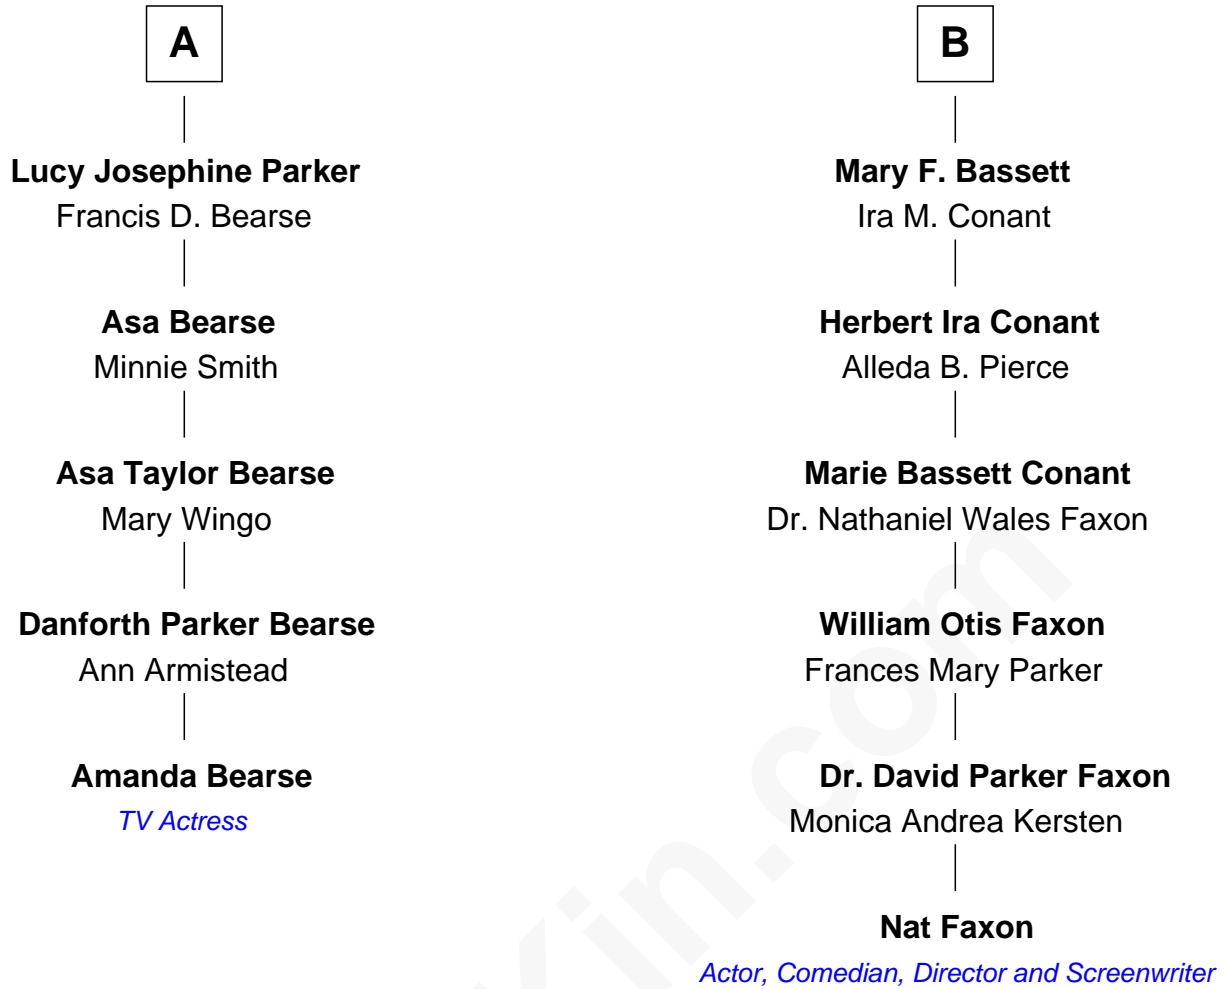 A
Lucy Josephine Parker
Francis D. Bearse
Asa Bearse
Minnie Smith
Asa Taylor Bearse
Mary Wingo
Danforth Parker Bearse
Ann Armistead
Amanda Bearse
TV Actress
B
Mary F. Bassett
Ira M. Conant
Herbert Ira Conant
Alleda B. Pierce
Marie Bassett Conant
Dr. Nathaniel Wales Faxon
William Otis Faxon
Frances Mary Parker
Dr. David Parker Faxon
Monica Andrea Kersten
Nat Faxon
Actor, Comedian, Director and Screenwriter